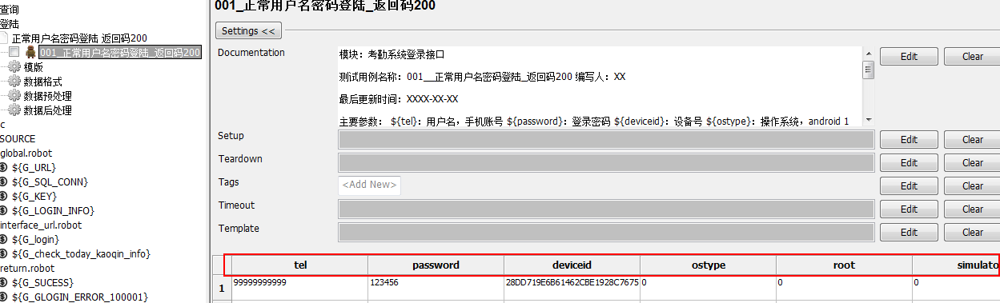 查询
登陆
正常用户名密码登陆 返回码200
001_正常用户名密码登陆_返回码200
模版
数据格式
数据预处理
数据后处理
c
SOURCE
global.robot
${G_URL}
${G_SQL_CONN}
${G_KEY}
${G_LOGIN_INFO}
interface_url.robot
${G_login}
${G_check_today_kaoqin_info}
return.robot
${G_SUCESS}
${G_GLOGIN_ERROR_100001}
001_正常用户名密码登陆_返回码200
Settings <<
Documentation
模块：考勤系统登录接口
测试用例名称：001__正常用户名密码登陆_返回码200 编写人：XX
最后更新时间：XXXX-XX-XX
主要参数： ${tel}：用户名，手机账号 ${password}：登录密码 ${deviceid}：设备号 ${ostype}：操作系统，android 1
Edit Clear
Setup Edit Clear
Teardown Edit Clear
Tags <Add New> Edit Clear
Timeout Edit Clear
Template Edit Clear
tel password deviceid ostype root simulato
1 99999999999 123456 28DD719E6B61462CBE1928C7675 0 0 0